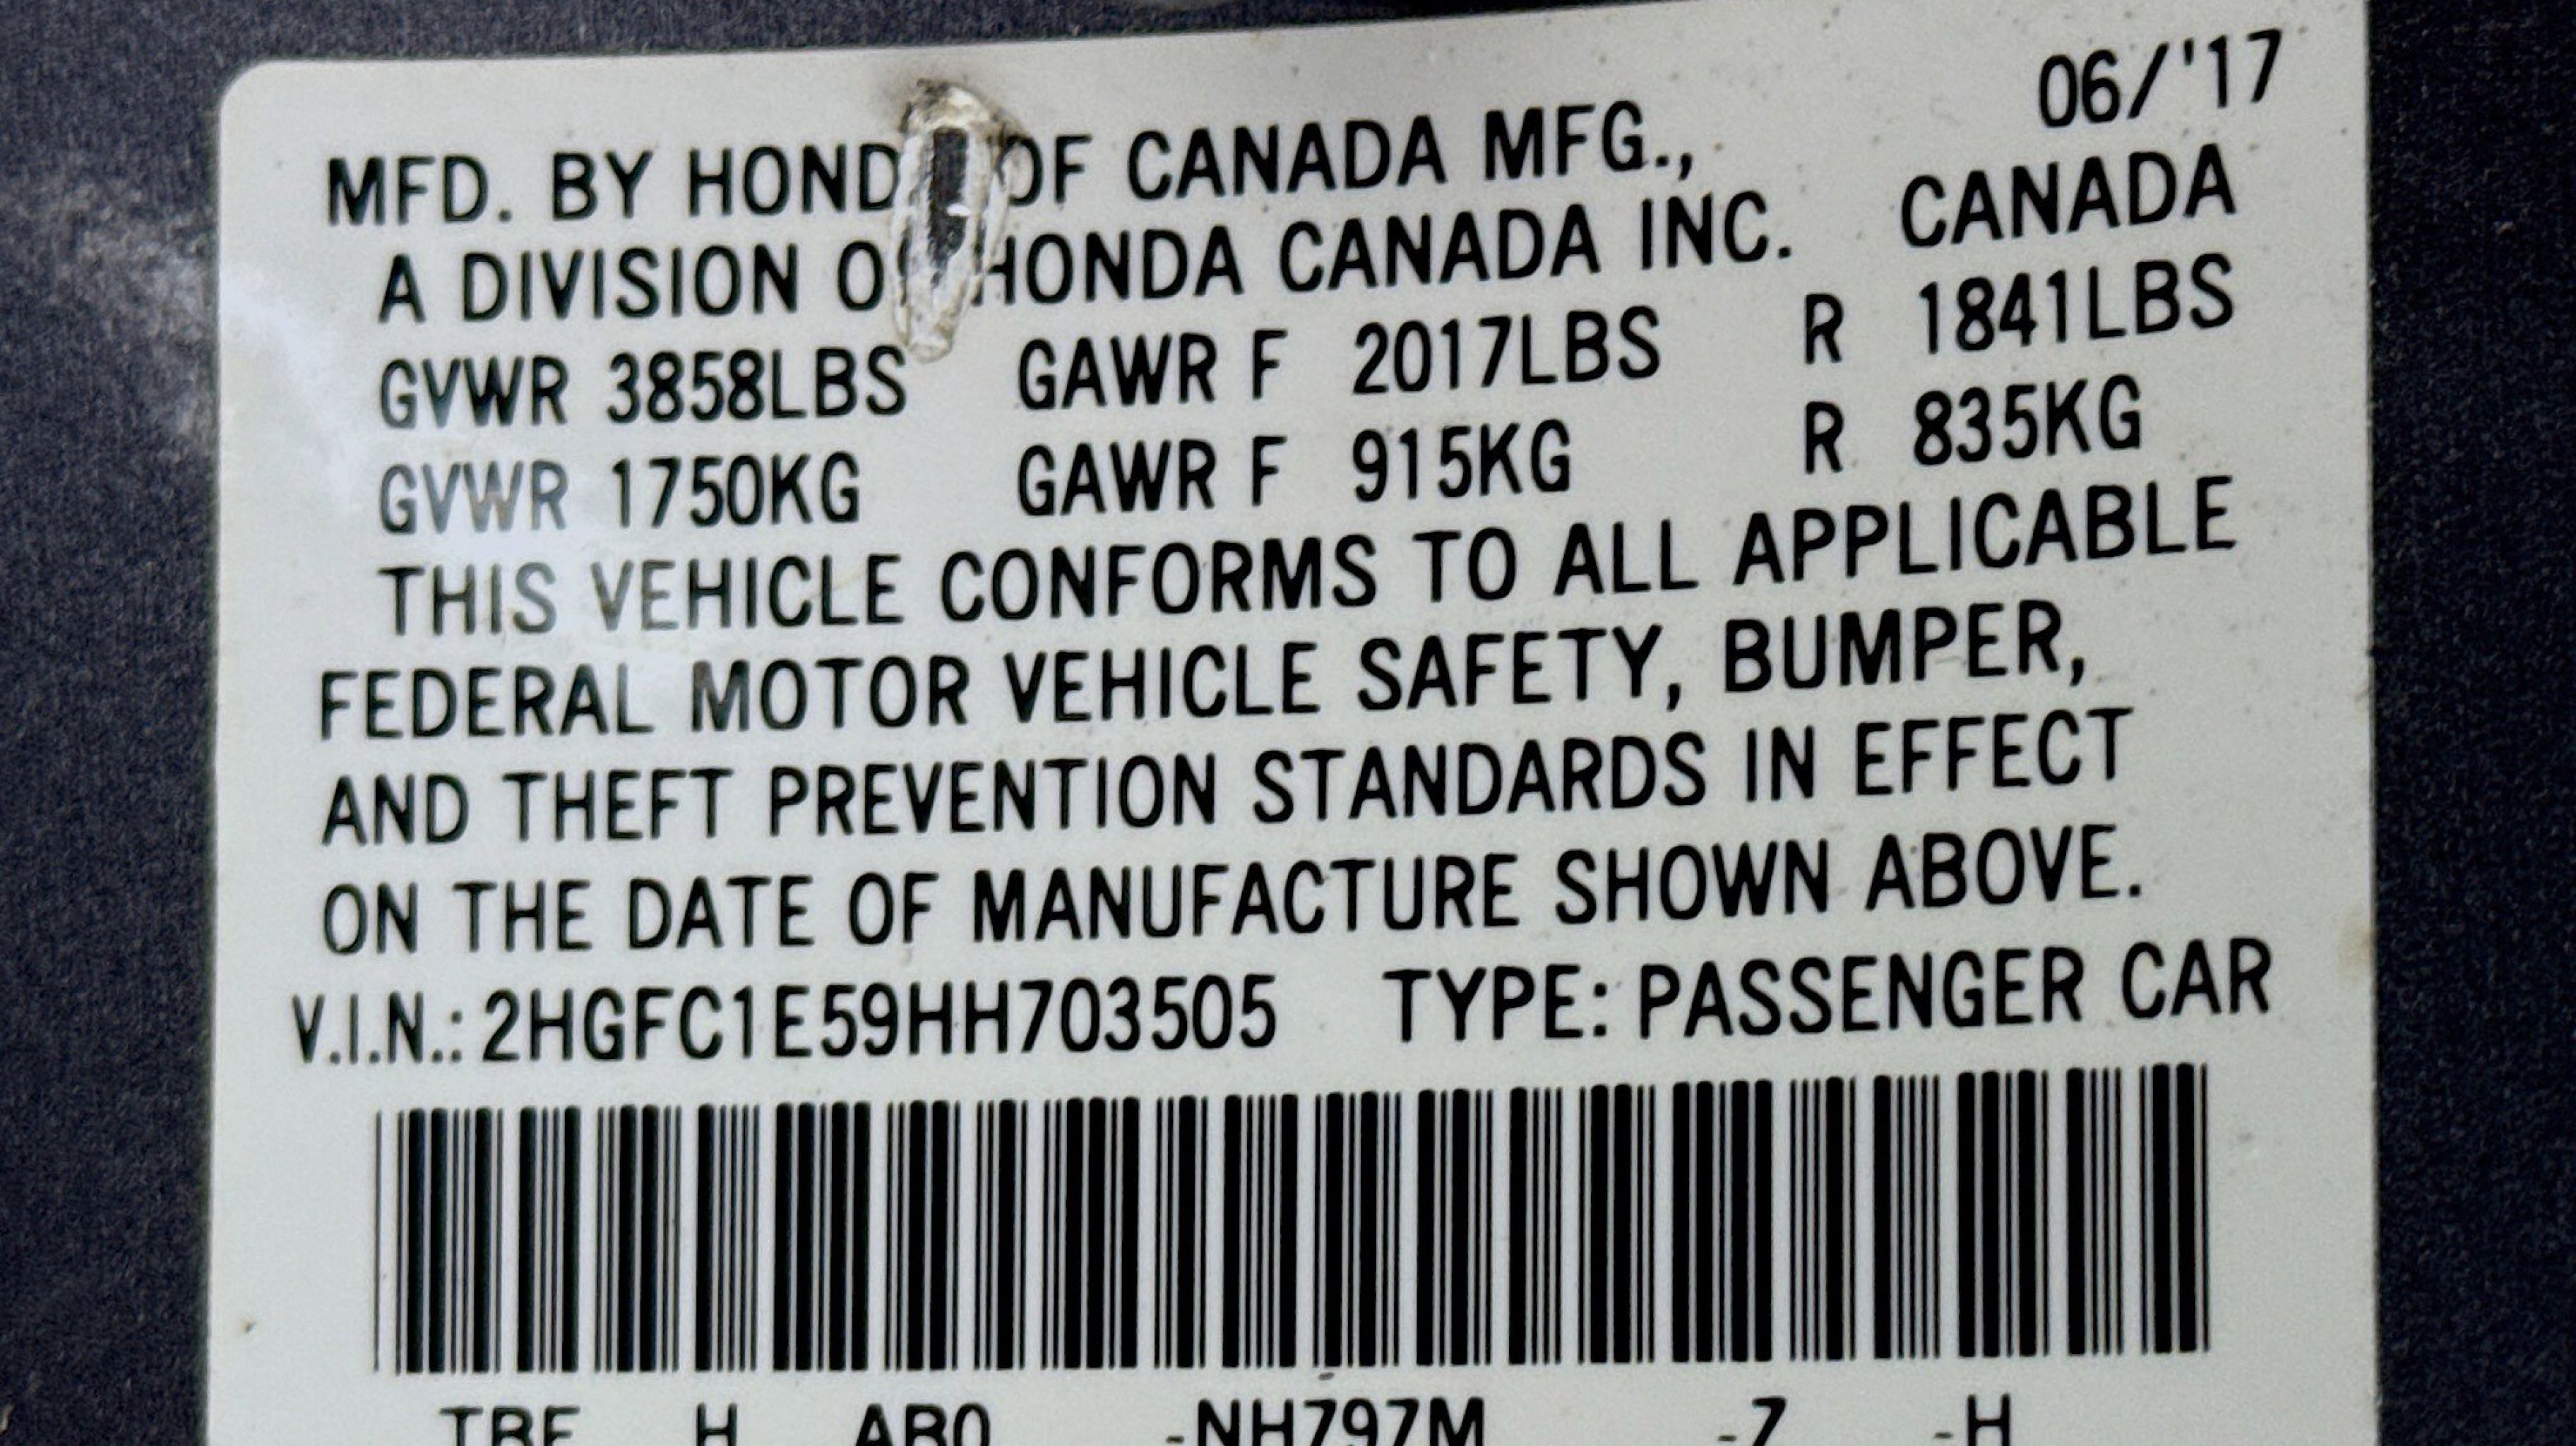 06/'17
MFD. BY HOND OF CANADA MFG.,
A DIVISION O HONDA CANADA INC. CANADA
GVWR 3858LBS GAWR F 2017LBS R 1841LBS
GVWR 1750KG GAWR F 915KG R 835KG
THIS VEHICLE CONFORMS TO ALL APPLICABLE
FEDERAL MOTOR VEHICLE SAFETY, BUMPER,
AND THEFT PREVENTION STANDARDS IN EFFECT
ON THE DATE OF MANUFACTURE SHOWN ABOVE.
V.I.N.: 2HGFC1E59HH703505 TYPE: PASSENGER CAR
H -NH797M -H